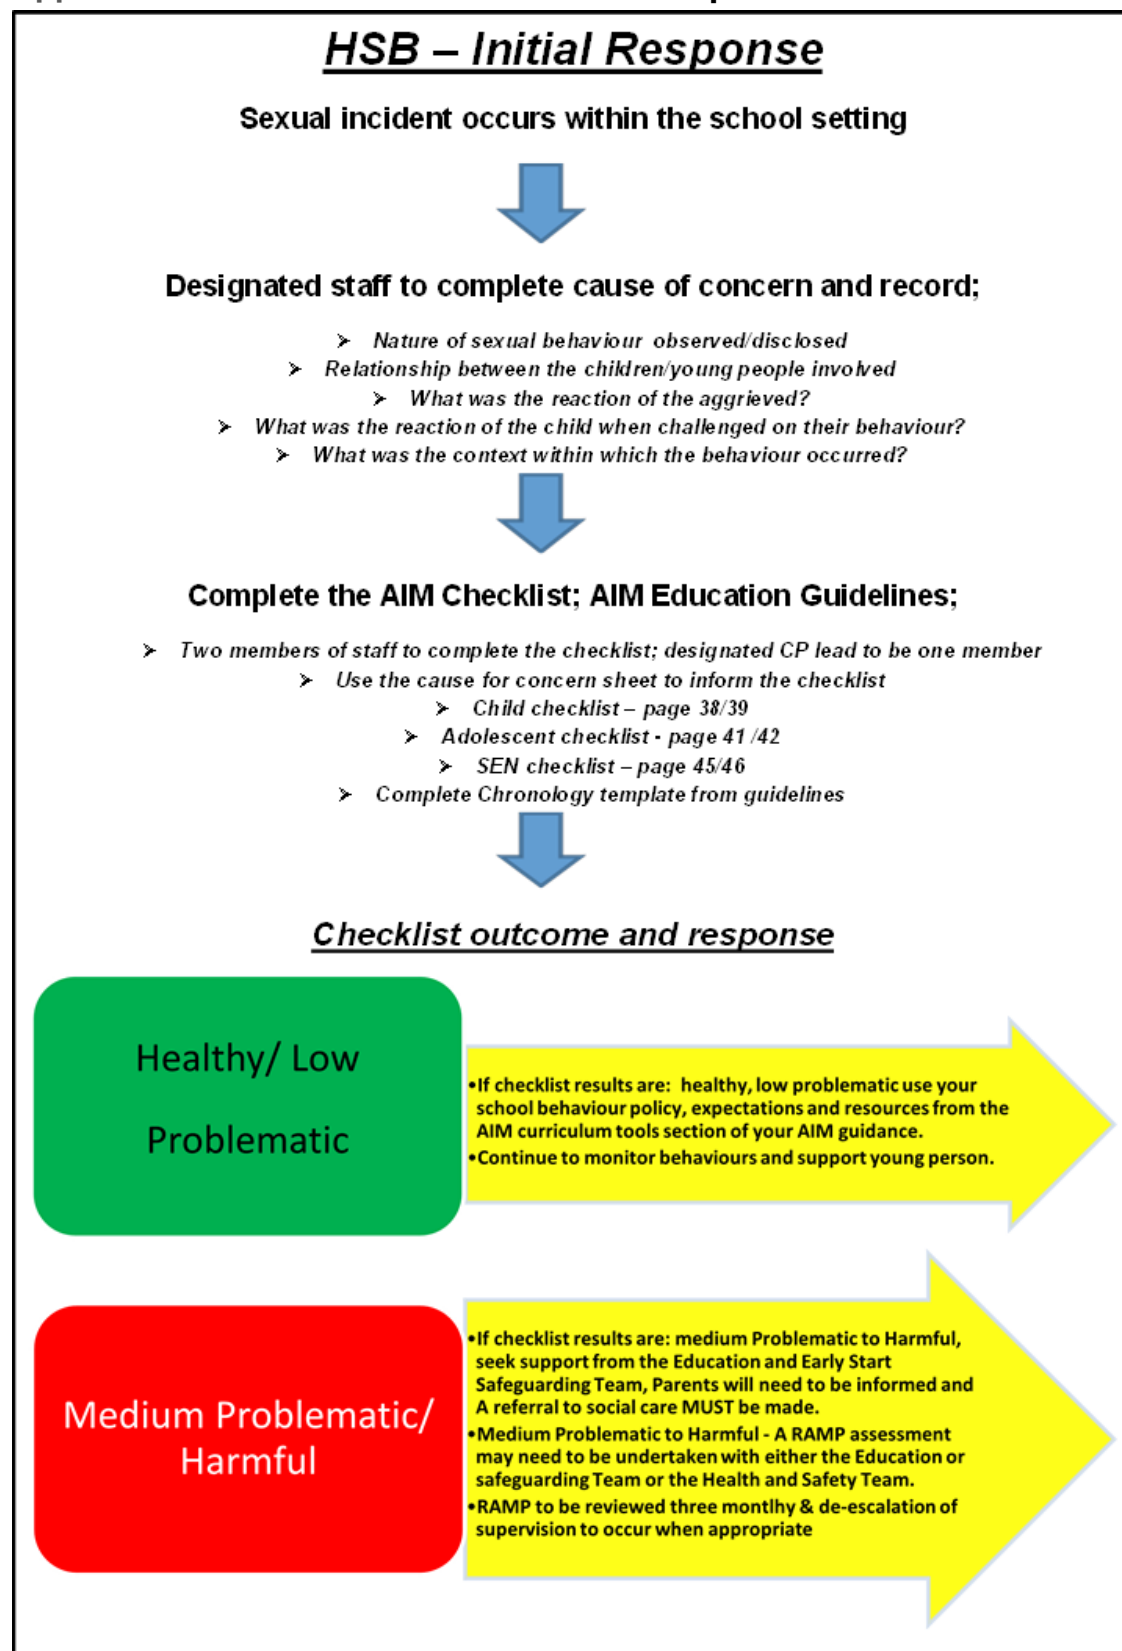 HSB – Initial Response
Sexual incident occurs within the school setting
Designated staff to complete cause of concern and record;
➢ Nature of sexual behaviour observed/disclosed
➢ Relationship between the children/young people involved
➢ What was the reaction of the aggrieved?
➢ What was the reaction of the child when challenged on their behaviour?
➢ What was the context within which the behaviour occurred?
Complete the AIM Checklist; AIM Education Guidelines;
➢ Two members of staff to complete the checklist; designated CP lead to be one member
➢ Use the cause for concern sheet to inform the checklist
➢ Child checklist – page 38/39
➢ Adolescent checklist - page 41 /42
➢ SEN checklist – page 45/46
➢ Complete Chronology template from guidelines
Checklist outcome and response
Healthy/ Low
Problematic
•If checklist results are: healthy, low problematic use your
school behaviour policy, expectations and resources from the
AIM curriculum tools section of your AIM guidance.
•Continue to monitor behaviours and support young person.
Medium Problematic/
Harmful
•If checklist results are: medium Problematic to Harmful,
seek support from the Education and Early Start
Safeguarding Team, Parents will need to be informed and
A referral to social care MUST be made.
•Medium Problematic to Harmful - A RAMP assessment
may need to be undertaken with either the Education or
safeguarding Team or the Health and Safety Team.
•RAMP to be reviewed three montlhy & de-escalation of
supervision to occur when appropriate